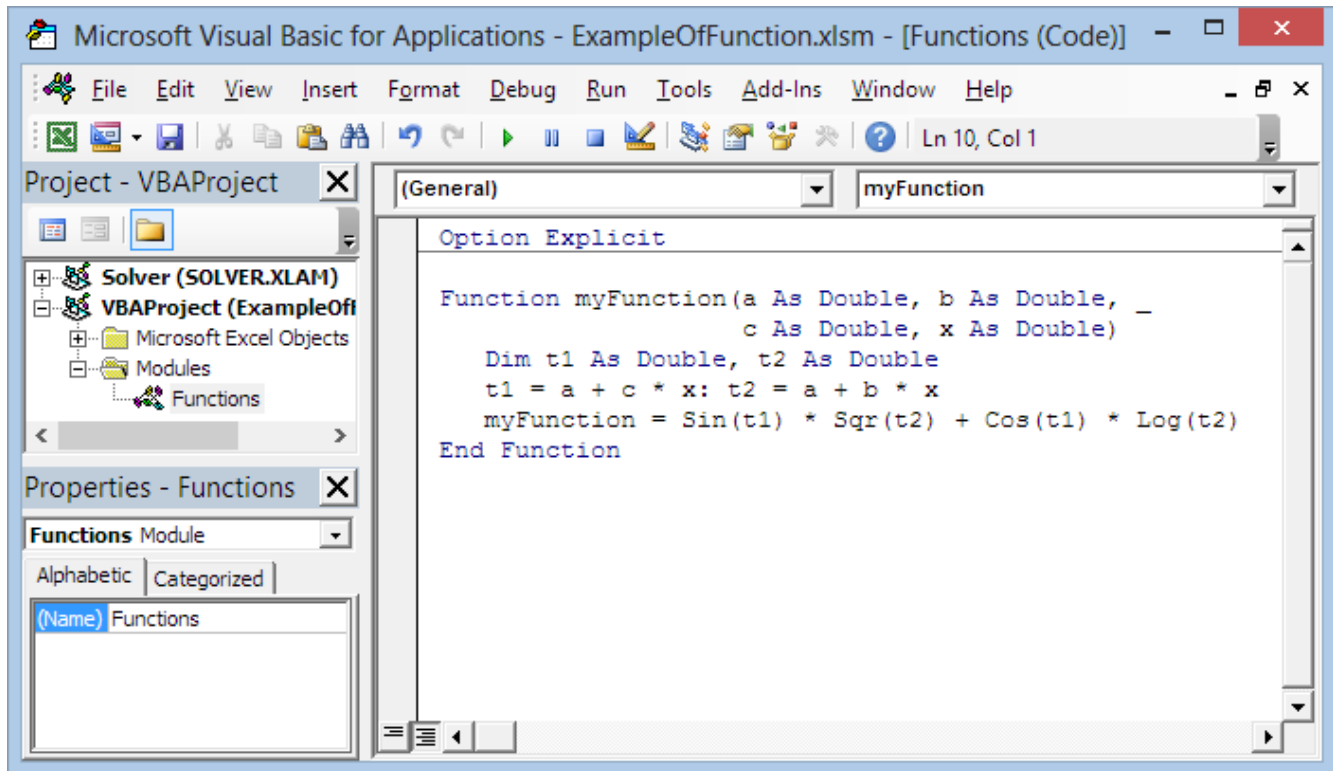 Microsoft Visual Basic for Applications - ExampleOfFunction.xlsm - [Functions (Code)]
File Edit View Insert Format Debug Run Tools Add-Ins Window Help
Ln 10, Col 1
Project - VBAProject
Solver (SOLVER.XLAM)
VBAProject (ExampleOfF
Microsoft Excel Objects
Modules
Functions
Properties - Functions
Functions Module
Alphabetic Categorized
(Name) Functions
(General) myFunction
Option Explicit
Function myFunction(a As Double, b As Double, _
c As Double, x As Double)
Dim t1 As Double, t2 As Double
t1 = a + c * x: t2 = a + b * x
myFunction = Sin(t1) * Sqr(t2) + Cos(t1) * Log(t2)
End Function